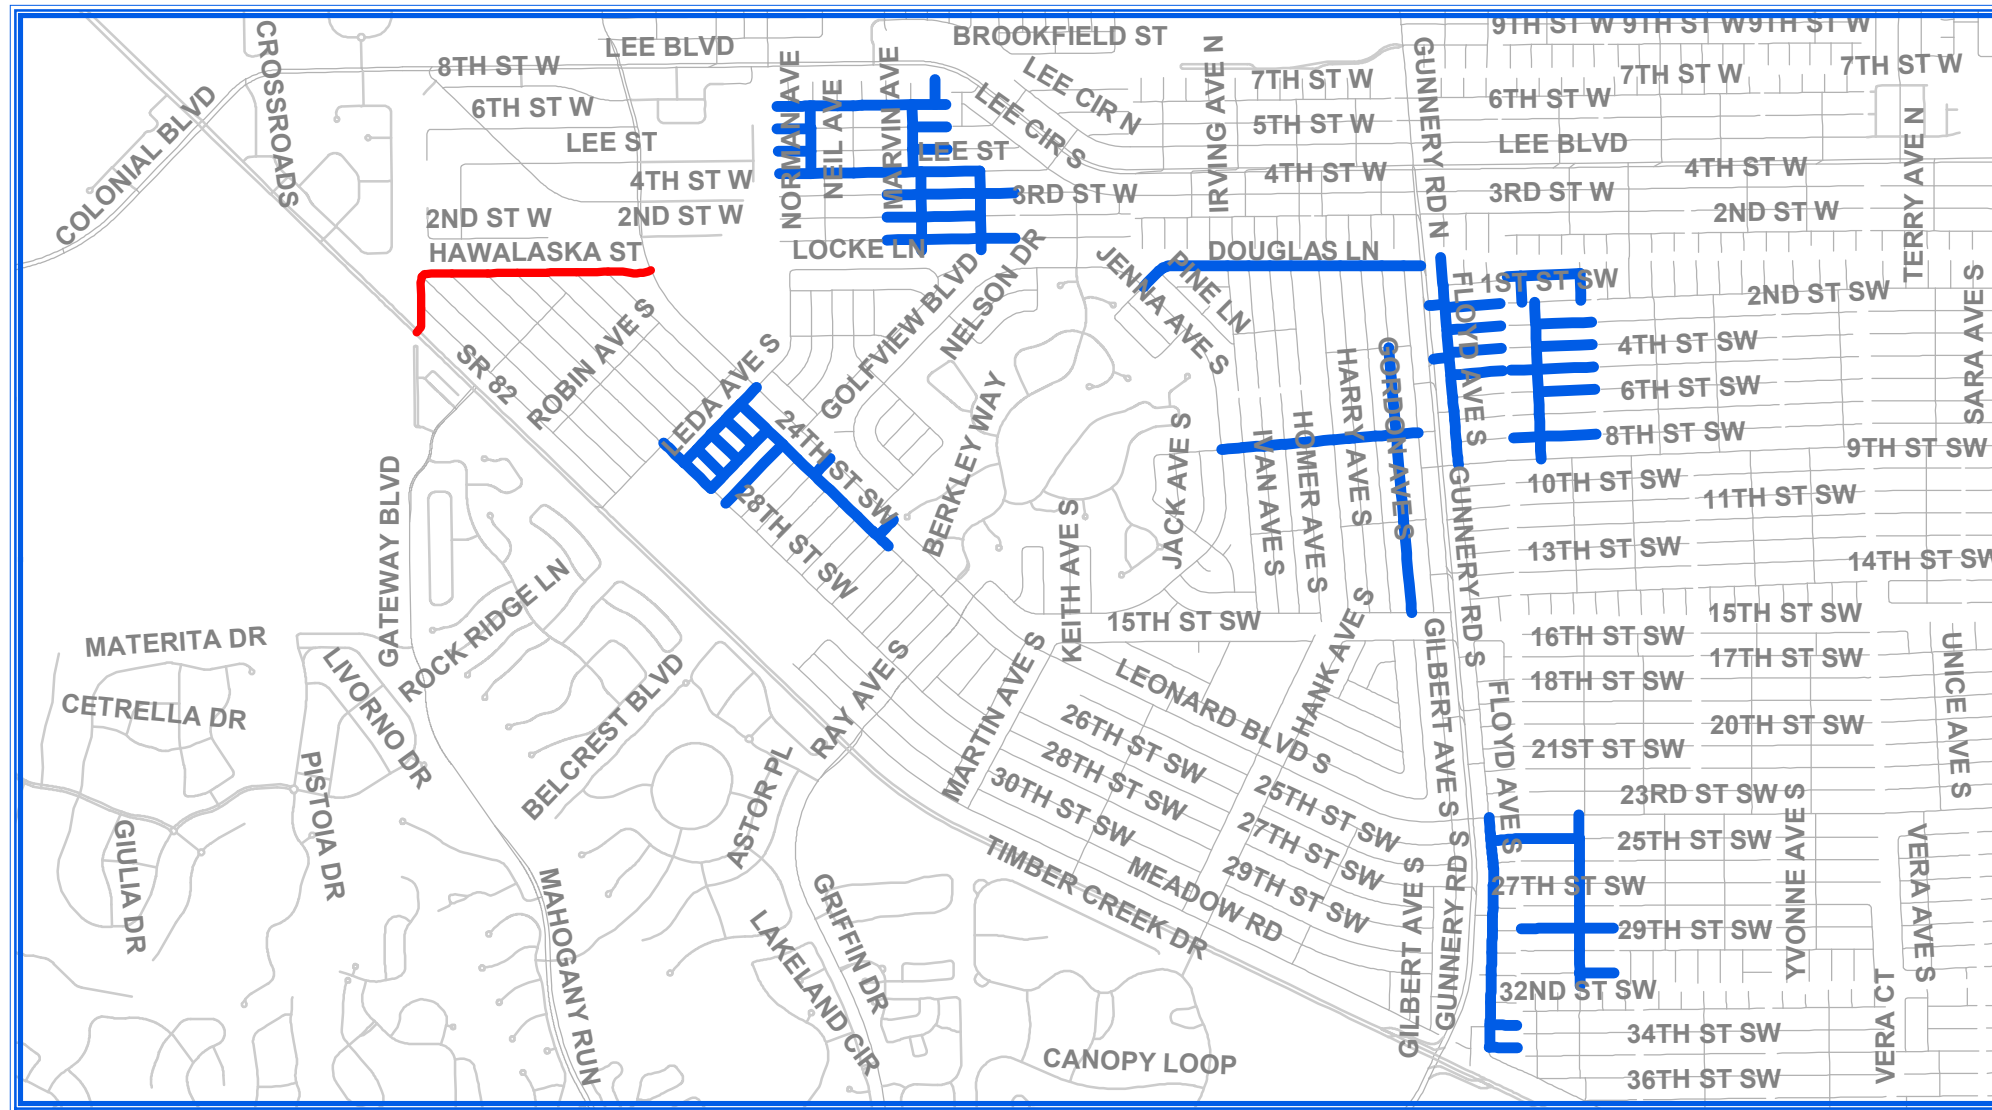 9TH ST W
9TH ST W
9TH ST W
BROOKFIELD ST
LEE BLVD
8TH ST W
CROSSROADS
COLONIAL BLVD
6TH ST W
LEE ST
4TH ST W
2ND ST W
2ND ST W
HAWALASKA ST
NORMAN AVE
NEIL AVE
MARVIN AVE
LEE ST
3RD ST W
LOCKE LN
LEE CIR N
LEE CIR S
IRVING AVE N
7TH ST W
5TH ST W
4TH ST W
GUNNERY RD N
7TH ST W
7TH ST W
6TH ST W
LEE BLVD
4TH ST W
3RD ST W
2ND ST W
TERRY AVE N
DOUGLAS LN
PINE LN
JENNA AVE S
NELSON DR
GOLFVIEW BLVD
1ST ST SW
2ND ST SW
SARA AVE S
FLOYD AVE S
4TH ST SW
6TH ST SW
8TH ST SW
9TH ST SW
10TH ST SW
11TH ST SW
13TH ST SW
14TH ST SW
SR 82
ROBIN AVE S
LEDA AVE S
24TH ST SW
28TH ST SW
BERKLEY WAY
JACK AVE S
IVAN AVE S
HOMER AVE S
HARRY AVE S
GORDON AVE S
GUNNERY RD S
KEITH AVE S
15TH ST SW
HANK AVE S
GILBERT AVE S
GATEWAY BLVD
ROCK RIDGE LN
MATERITA DR
CETRELLA DR
LIVORNO DR
PISTOIA DR
GIULIA DR
BELCREST BLVD
ASTOR PL
RAY AVE S
MARTIN AVE S
LEONARD BLVD S
26TH ST SW
28TH ST SW
30TH ST SW
25TH ST SW
27TH ST SW
29TH ST SW
MEADOW RD
TIMBER CREEK DR
GILBERT AVE S
GUNNERY RD S
15TH ST SW
16TH ST SW
17TH ST SW
18TH ST SW
20TH ST SW
21ST ST SW
23RD ST SW
FLOYD AVE S
UNICE AVE S
25TH ST SW
27TH ST SW
29TH ST SW
YVONNE AVE S
VERA AVE S
32ND ST SW
34TH ST SW
36TH ST SW
VERA CT
MAHOGANY RUN
LAKELAND CIR
GRIFFIN DR
CANOPY LOOP